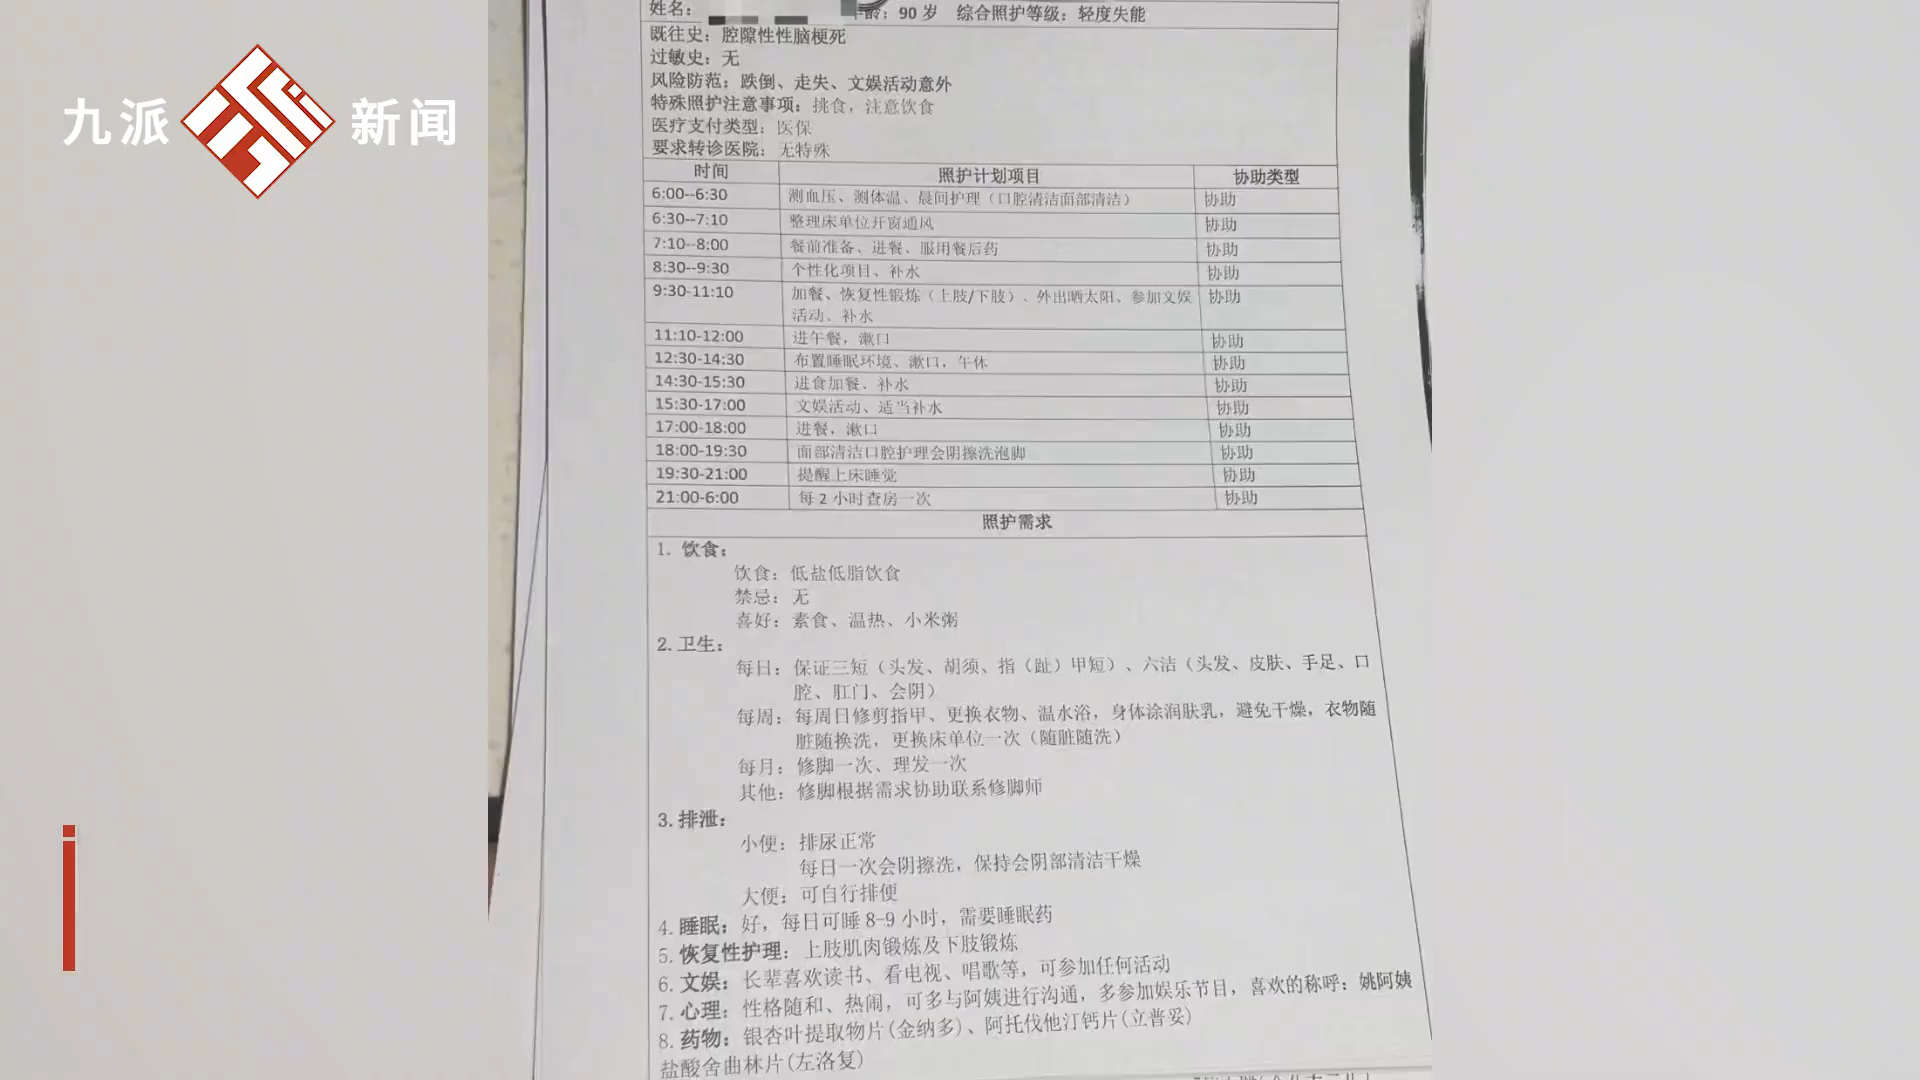 九派 新闻
姓名： 年龄：90 岁 综合照护等级：轻度失能
既往史：腔隙性性脑梗死
过敏史：无
风险防范：跌倒、走失、文娱活动意外
特殊照护注意事项：挑食，注意饮食
医疗支付类型：医保
要求转诊医院：无特殊
时间 照护计划项目 协助类型
6:00--6:30 测血压、测体温、晨间护理（口腔清洁面部清洁） 协助
6:30--7:10 整理床单位开窗通风 协助
7:10--8:00 餐前准备、进餐、服用餐后药 协助
8:30--9:30 个性化项目、补水 协助
9:30-11:10 加餐、恢复性锻炼（上肢/下肢）、外出晒太阳、参加文娱 协助
活动、补水
11:10-12:00 进午餐，漱口 协助
12:30-14:30 布置睡眠环境、漱口，午休 协助
14:30-15:30 进食加餐、补水 协助
15:30-17:00 文娱活动、适当补水 协助
17:00-18:00 进餐，漱口 协助
18:00-19:30 面部清洁口腔护理会阴擦洗泡脚 协助
19:30-21:00 提醒上床睡觉 协助
21:00-6:00 每 2 小时查房一次 协助
照护需求
1. 饮食：
饮食：低盐低脂饮食
禁忌：无
喜好：素食、温热、小米粥
2. 卫生：
每日：保证三短（头发、胡须、指（趾）甲短）、六洁（头发、皮肤、手足、口
腔、肛门、会阴）
每周：每周日修剪指甲、更换衣物、温水浴，身体涂润肤乳，避免干燥，衣物随
脏随换洗，更换床单位一次（随脏随洗）
每月：修脚一次、理发一次
其他：修脚根据需求协助联系修脚师
3. 排泄：
小便：排尿正常
每日一次会阴擦洗，保持会阴部清洁干燥
大便：可自行排便
4. 睡眠：好，每日可睡 8-9 小时，需要睡眠药
5. 恢复性护理：上肢肌肉锻炼及下肢锻炼
6. 文娱：长辈喜欢读书、看电视、唱歌等，可参加任何活动
7. 心理：性格随和、热闹，可多与阿姨进行沟通，多参加娱乐节目，喜欢的称呼：姚阿姨
8. 药物：银杏叶提取物片(金纳多)、阿托伐他汀钙片(立普妥)
盐酸舍曲林片(左洛复)